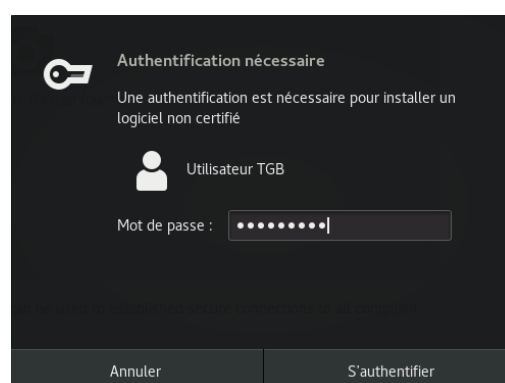 Authentification nécessaire
Une authentification est nécessaire pour installer un
logiciel non certifié
Utilisateur TGB
Mot de passe : •••••••••
Annuler
S'authentifier